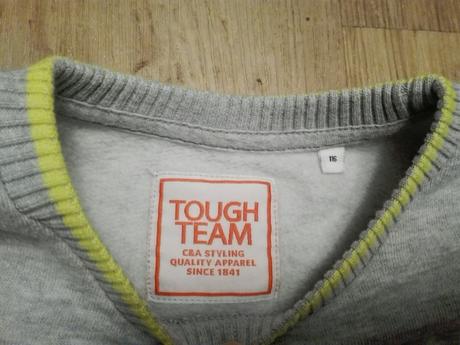 116
TOUGH
TEAM
C&A STYLING
QUALITY APPAREL
SINCE 1841